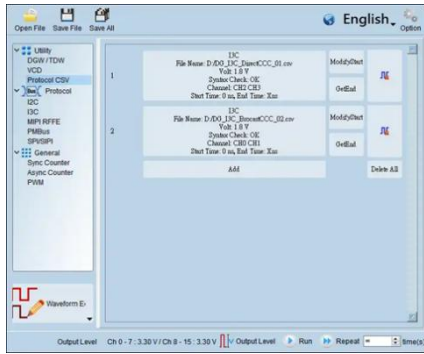 Open File Save File Save All
English
Option
Utility
DGW / TDW
VCD
Protocol CSV
Protocol
I2C
I3C
MIPI RFFE
PMBus
SPI/SIPI
General
Sync Counter
Async Counter
PWM
1
I3C
File Name: D:/DO_I3C_DirectCCC_01.csv
Volt: 1.8 V
Syntax Check: OK
Channel: CH2 CH3
Start Time: 0 ns, End Time: Xns
ModifyStart
GetEnd
2
I3C
File Name: D:/DO_I3C_BroastCCC_02.csv
Volt: 1.8 V
Syntax Check: OK
Channel: CH0 CH1
Start Time: 0 ns, End Time: Xns
ModifyStart
GetEnd
Add
Delete All
Waveform E
Output Level Ch 0 - 7 : 3.30 V / Ch 8 - 15 : 3.30 V Output Level Run Repeat time(s)